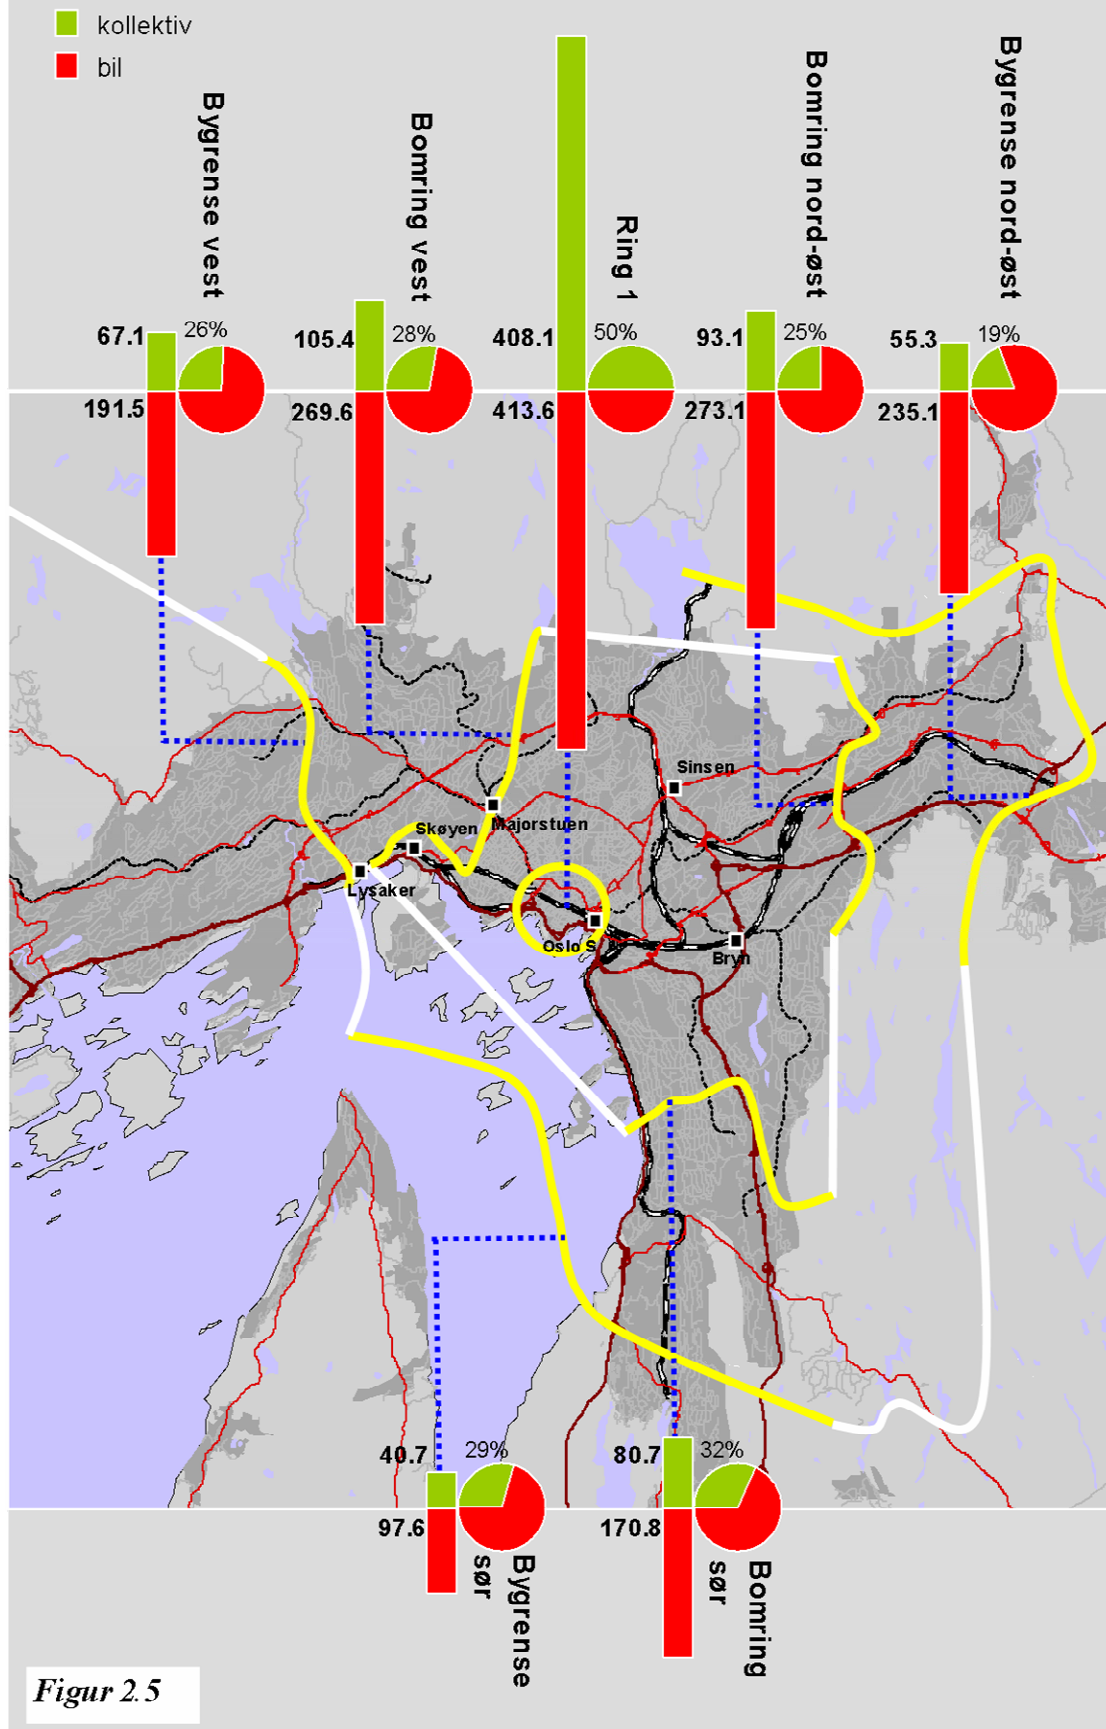 kollektiv
bil
Bygrense vest
Bomring vest
Ring 1
Bomring nord-øst
Bygrense nord-øst
67.1
26%
191.5
105.4
28%
269.6
408.1
50%
413.6
93.1
25%
273.1
55.3
19%
235.1
Sinsen
Majorstuen
Skøyen
Lysaker
Oslo S
Bryn
40.7
29%
97.6
Bygrense
sør
80.7
32%
170.8
Bomring
sør
Figur 2.5